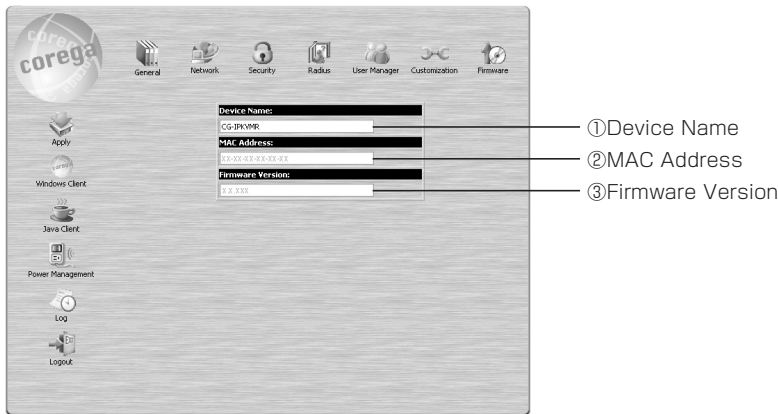 corega
corega
General
Network
Security
Radius
User Manager
Customization
Firmware
Apply
corega
Windows Client
Java Client
Power Management
Log
Logout
Device Name:
CG-IPKVMR
MAC Address:
XX-XX-XX-XX-XX-XX
Firmware Version:
X.X.XXX
①Device Name
②MAC Address
③Firmware Version